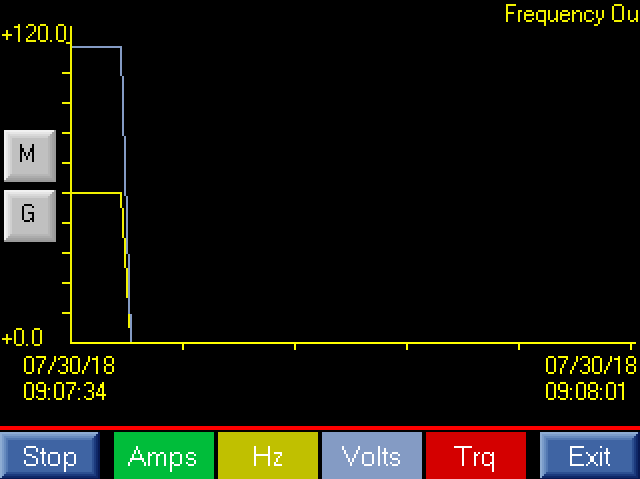 Frequency Ou
+120.0
M
G
+0.0
07/30/18
09:07:34
07/30/18
09:08:01
Stop
Amps
Hz
Volts
Trq
Exit